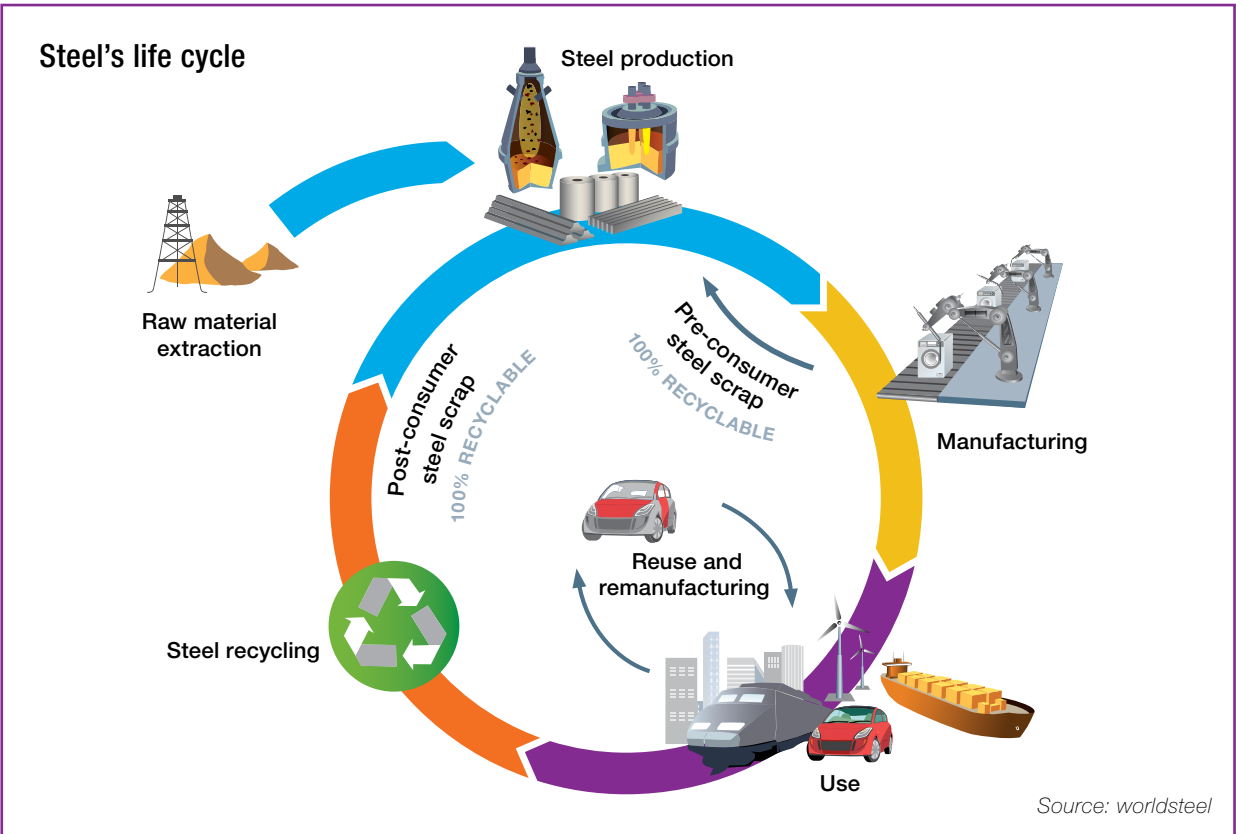 Steel's life cycle
Steel production
Raw material
extraction
Pre-consumer
steel scrap
100% RECYCLABLE
Post-consumer
steel scrap
100% RECYCLABLE
Manufacturing
Reuse and
remanufacturing
Steel recycling
Use
Source: worldsteel